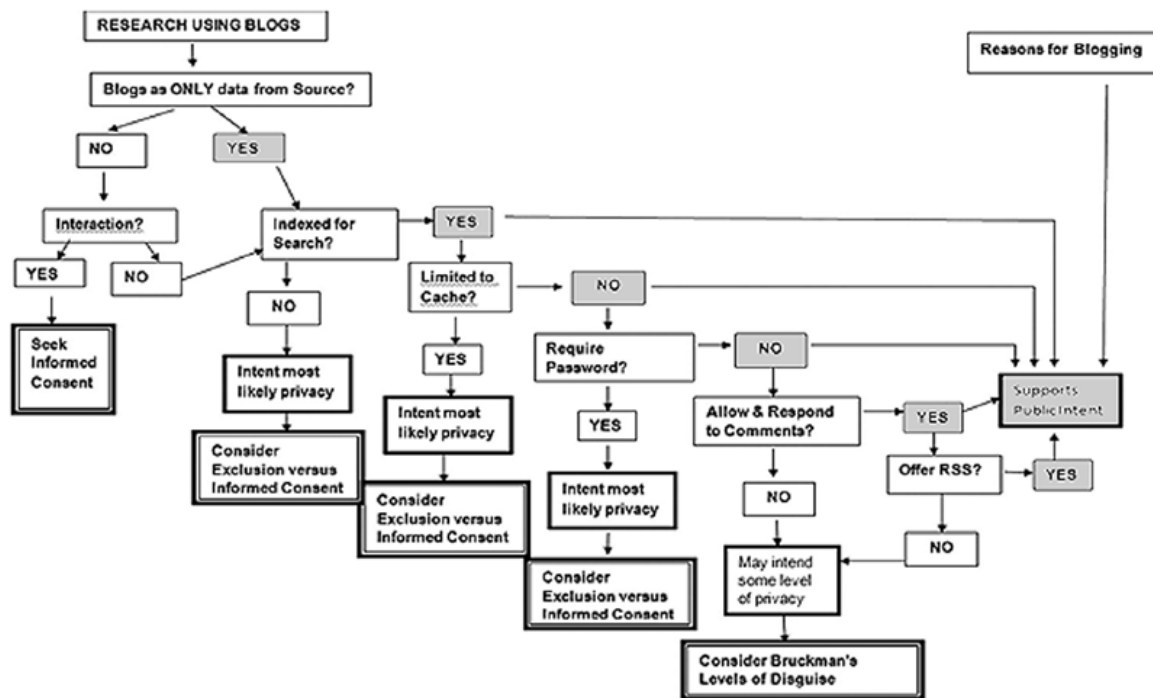 RESEARCH USING BLOGS
Reasons for Blogging
Blogs as ONLY data from Source?
NO
YES
Interaction?
Indexed for
Search?
YES
YES
NO
Limited to
Cache?
NO
NO
Seek
Informed
Consent
Require
Password?
NO
YES
Supports
Public Intent
Intent most
likely privacy
Allow & Respond
to Comments?
YES
Intent most
likely privacy
YES
Offer RSS?
YES
Consider
Exclusion versus
Informed Consent
NO
Intent most
likely privacy
Consider
Exclusion versus
Informed Consent
NO
May intend
some level
of privacy
Consider
Exclusion versus
Informed Consent
Consider Bruckman's
Levels of Disguise